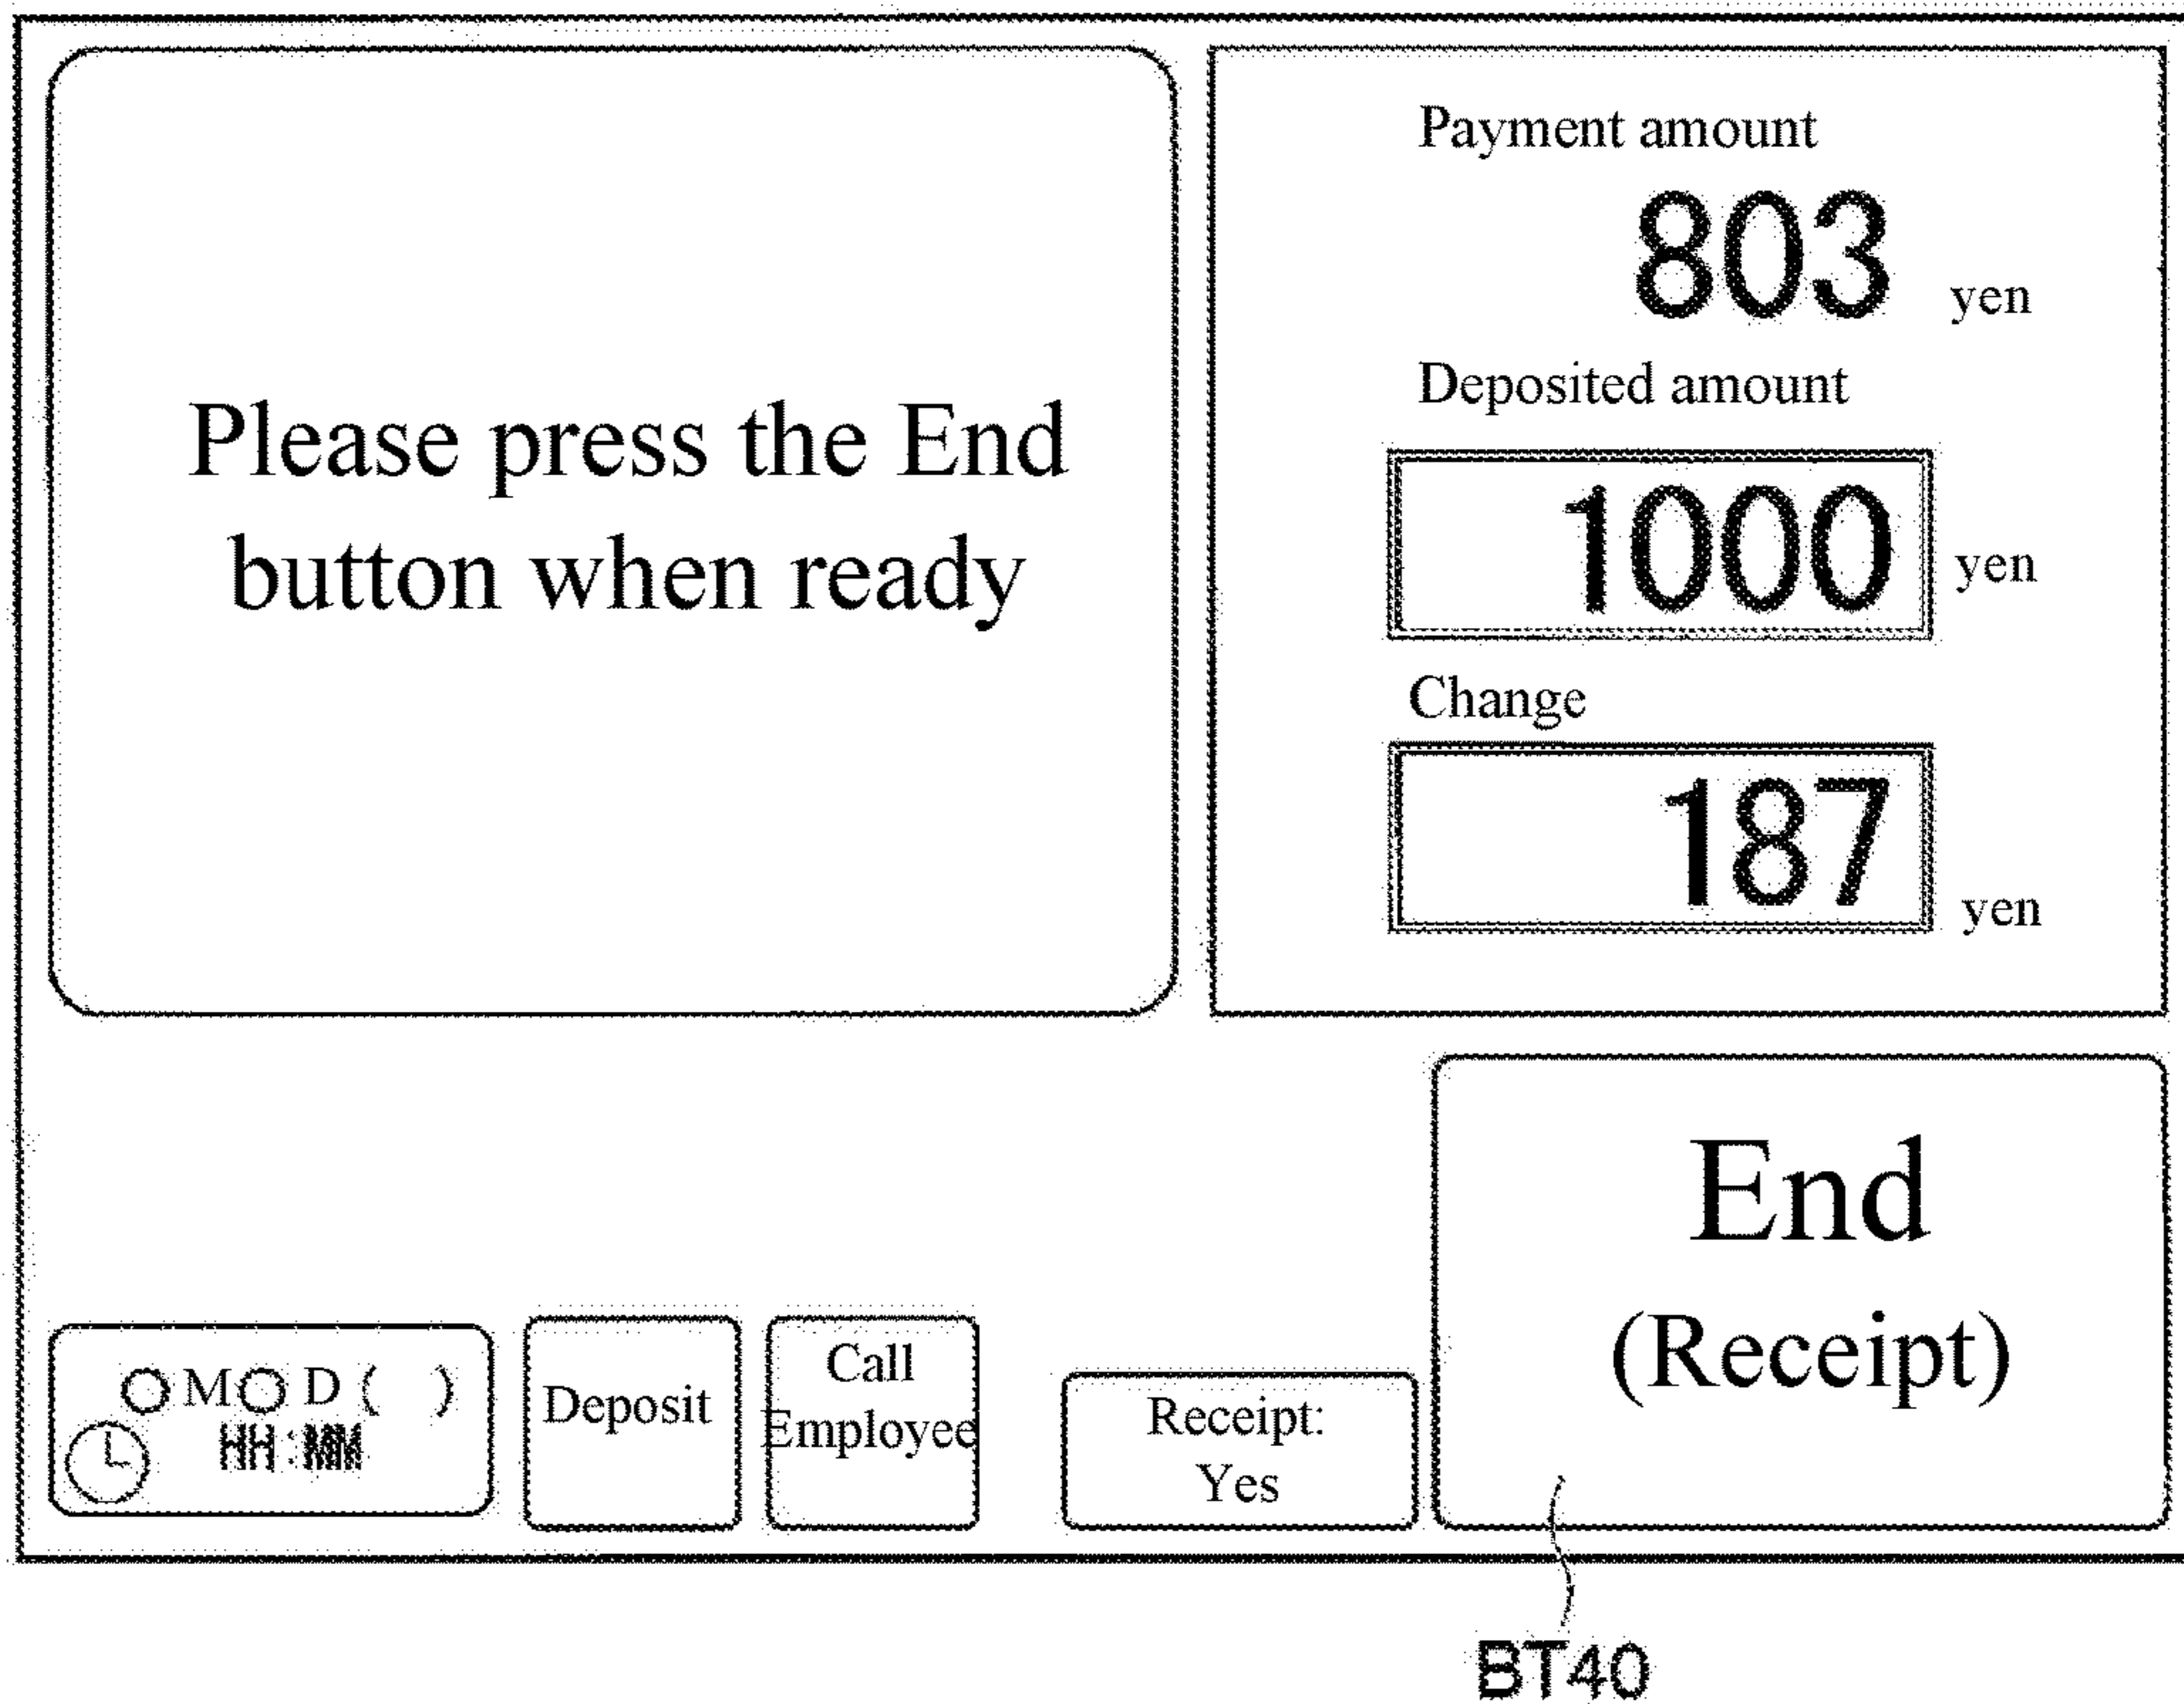 Please press the End
button when ready
Payment amount
803 yen
Deposited amount
1000 yen
Change
187 yen
○ M ○ D ( )
HH:MM
Deposit
Call
Employee
Receipt:
Yes
End
(Receipt)
BT40